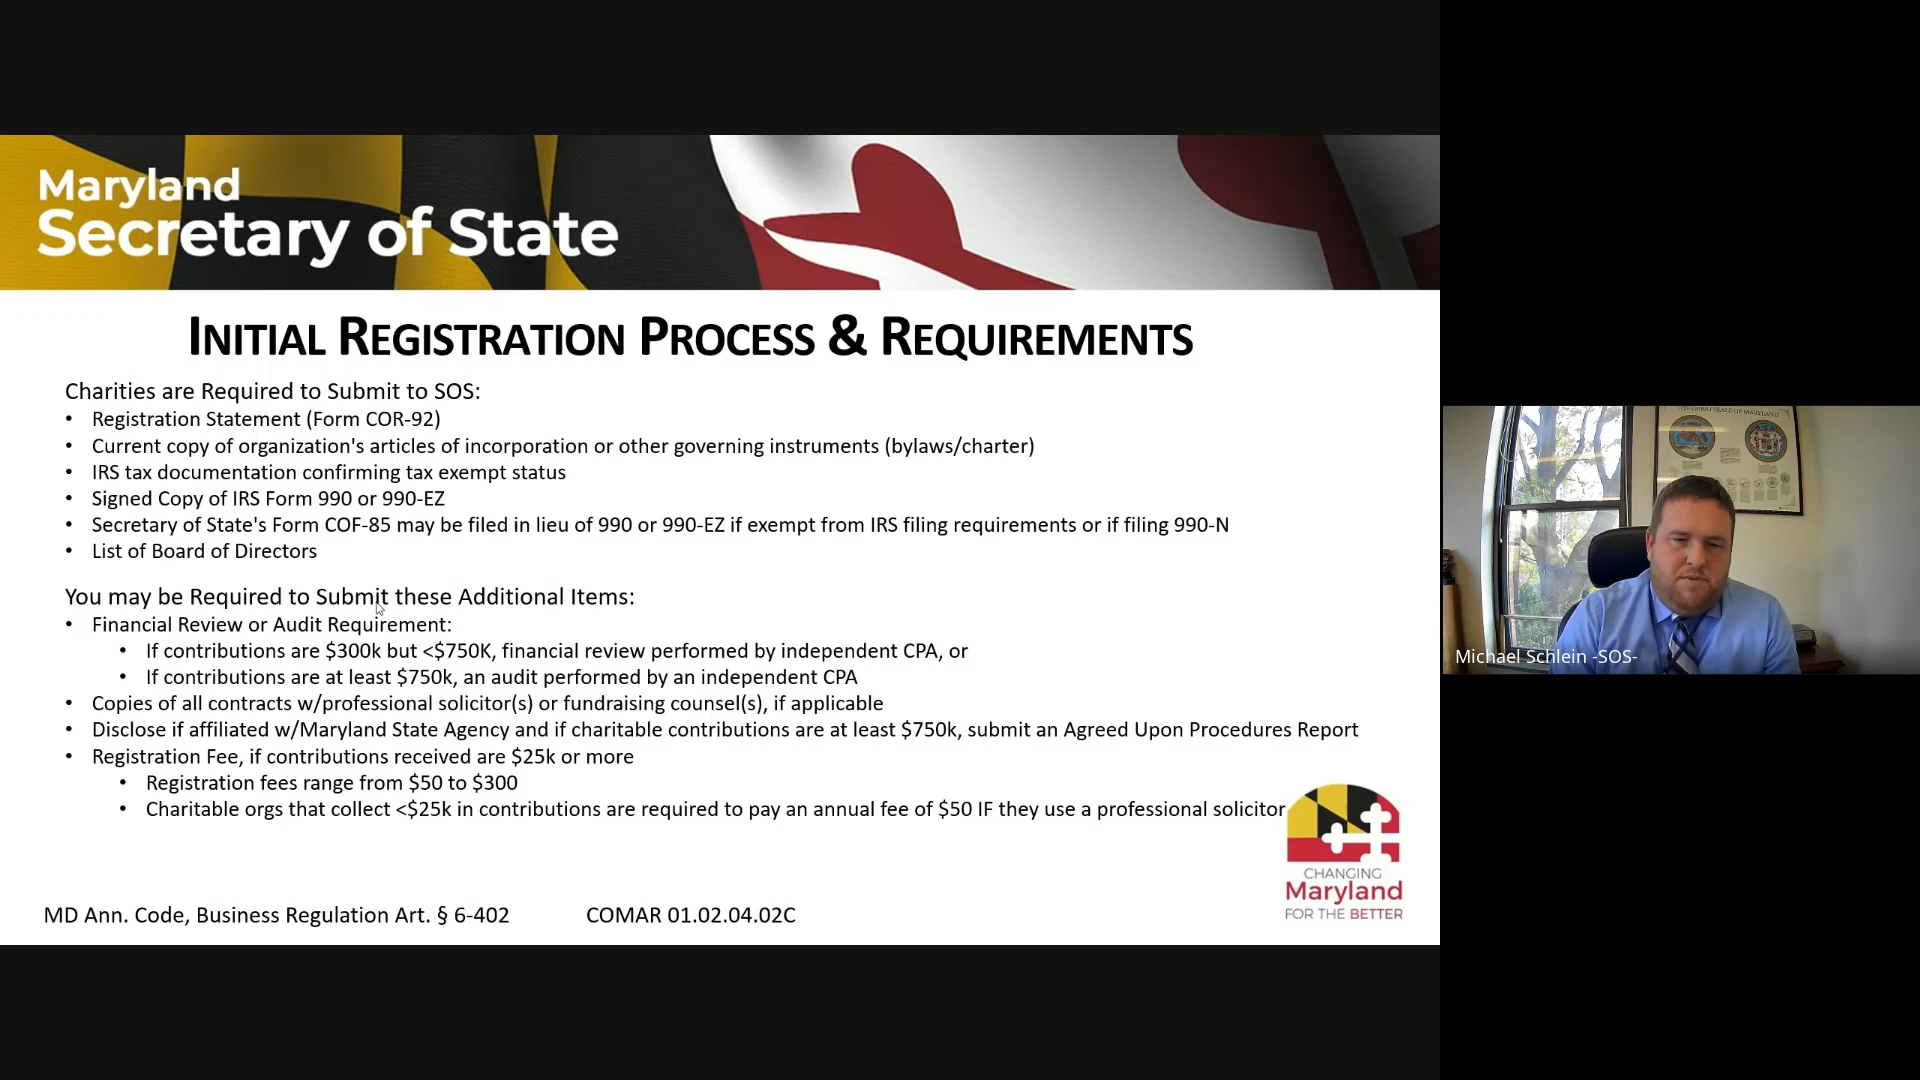 Maryland
Secretary of State
INITIAL REGISTRATION PROCESS & REQUIREMENTS
Charities are Required to Submit to SOS:
• Registration Statement (Form COR-92)
• Current copy of organization's articles of incorporation or other governing instruments (bylaws/charter)
• IRS tax documentation confirming tax exempt status
• Signed Copy of IRS Form 990 or 990-EZ
• Secretary of State's Form COF-85 may be filed in lieu of 990 or 990-EZ if exempt from IRS filing requirements or if filing 990-N
• List of Board of Directors
You may be Required to Submit these Additional Items:
• Financial Review or Audit Requirement:
• If contributions are $300k but <$750K, financial review performed by independent CPA, or
• If contributions are at least $750k, an audit performed by an independent CPA
• Copies of all contracts w/professional solicitor(s) or fundraising counsel(s), if applicable
• Disclose if affiliated w/Maryland State Agency and if charitable contributions are at least $750k, submit an Agreed Upon Procedures Report
• Registration Fee, if contributions received are $25k or more
• Registration fees range from $50 to $300
• Charitable orgs that collect <$25k in contributions are required to pay an annual fee of $50 IF they use a professional solicitor
CHANGING
Maryland
FOR THE BETTER
MD Ann. Code, Business Regulation Art. § 6-402 COMAR 01.02.04.02C
THE GREAT SEALS OF MARYLAND
Michael Schlein -SOS-